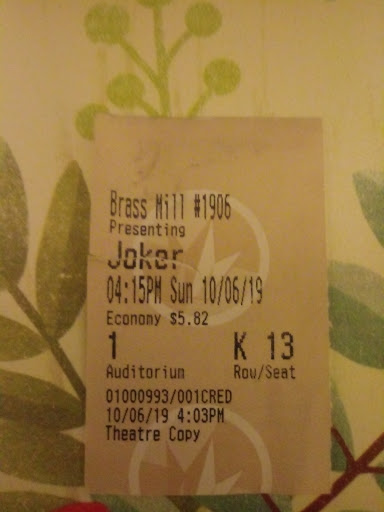 Brass Mill #1906
Presenting
Joker
04:15PM Sun 10/06/19
Economy $5.82
1 K 13
Auditorium Row/Seat
01000993/001CRED
10/06/19 4:03PM
Theatre Copy